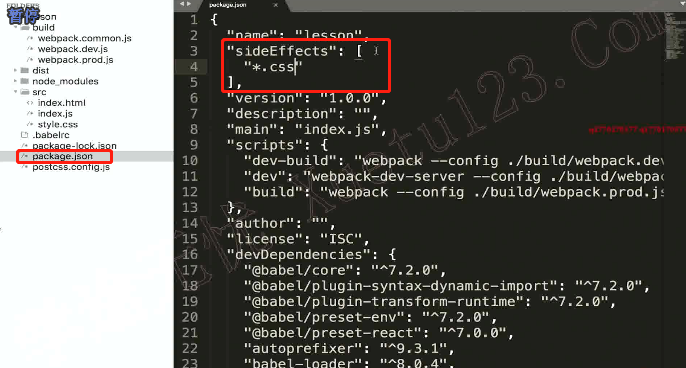 FOLDERS
暂停
json
build
webpack.common.js
webpack.dev.js
webpack.prod.js
dist
node_modules
src
index.html
index.js
style.css
.babelrc
package-lock.json
package.json
postcss.config.js
package.json ×
1 {
2 "name": "lesson",
3 "sideEffects": [
4 "*.css"
5 ],
6 "version": "1.0.0",
7 "description": "",
8 "main": "index.js",
9 "scripts": {
10 "dev-build": "webpack --config ./build/webpack.dev
11 "dev": "webpack-dev-server --config ./build/webpac
12 "build": "webpack --config ./build/webpack.prod.js
13 },
14 "author": "",
15 "license": "ISC",
16 "devDependencies": {
17 "@babel/core": "^7.2.0",
18 "@babel/plugin-syntax-dynamic-import": "^7.2.0",
19 "@babel/plugin-transform-runtime": "^7.2.0",
20 "@babel/preset-env": "^7.2.0",
21 "@babel/preset-react": "^7.0.0",
22 "autoprefixer": "^9.3.1",
23 "babel-loader": "^8.0.4",
Xuetu123.Com